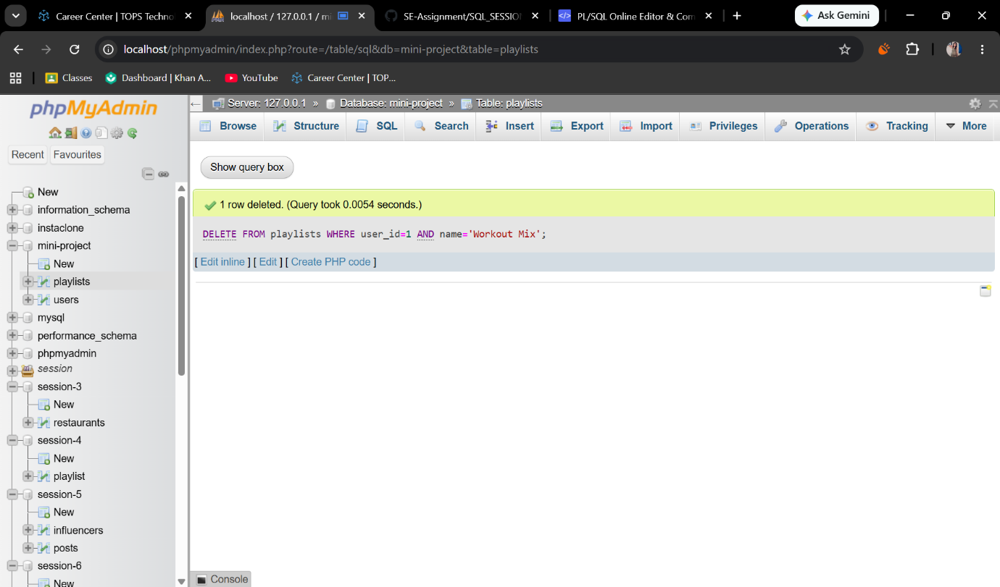 Career Center | TOPS Techno
localhost / 127.0.0.1 / mi
SE-Assignment/SQL_SESSIO
PL/SQL Online Editor & Com
Ask Gemini
localhost/phpmyadmin/index.php?route=/table/sql&db=mini-project&table=playlists
Classes
Dashboard | Khan A...
YouTube
Career Center | TOP...
phpMyAdmin
Recent
Favourites
New
information_schema
instaclone
mini-project
New
playlists
users
mysql
performance_schema
phpmyadmin
session
session-3
New
restaurants
session-4
New
playlist
session-5
New
influencers
posts
session-6
New
Server: 127.0.0.1 » Database: mini-project » Table: playlists
Browse
Structure
SQL
Search
Insert
Export
Import
Privileges
Operations
Tracking
More
Show query box
1 row deleted. (Query took 0.0054 seconds.)
DELETE FROM playlists WHERE user_id=1 AND name='Workout Mix';
[ Edit inline ] [ Edit ] [ Create PHP code ]
Console